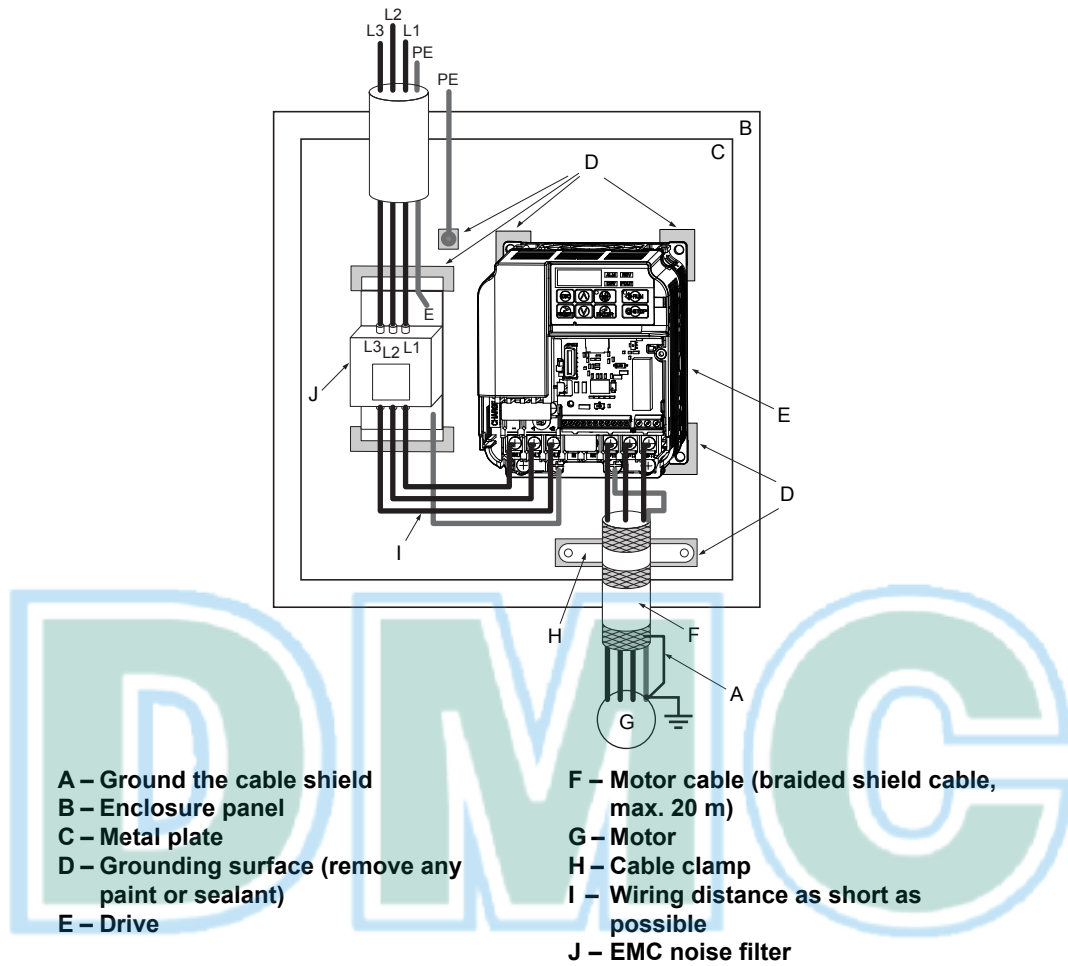 L2
L3
L1
PE
PE
B
C
D
E
L3
L2
L1
J
E
CHARGE
D
I
H
F
A
G
A – Ground the cable shield
B – Enclosure panel
C – Metal plate
D – Grounding surface (remove any
paint or sealant)
E – Drive
F – Motor cable (braided shield cable,
max. 20 m)
G – Motor
H – Cable clamp
I – Wiring distance as short as
possible
J – EMC noise filter
DMC